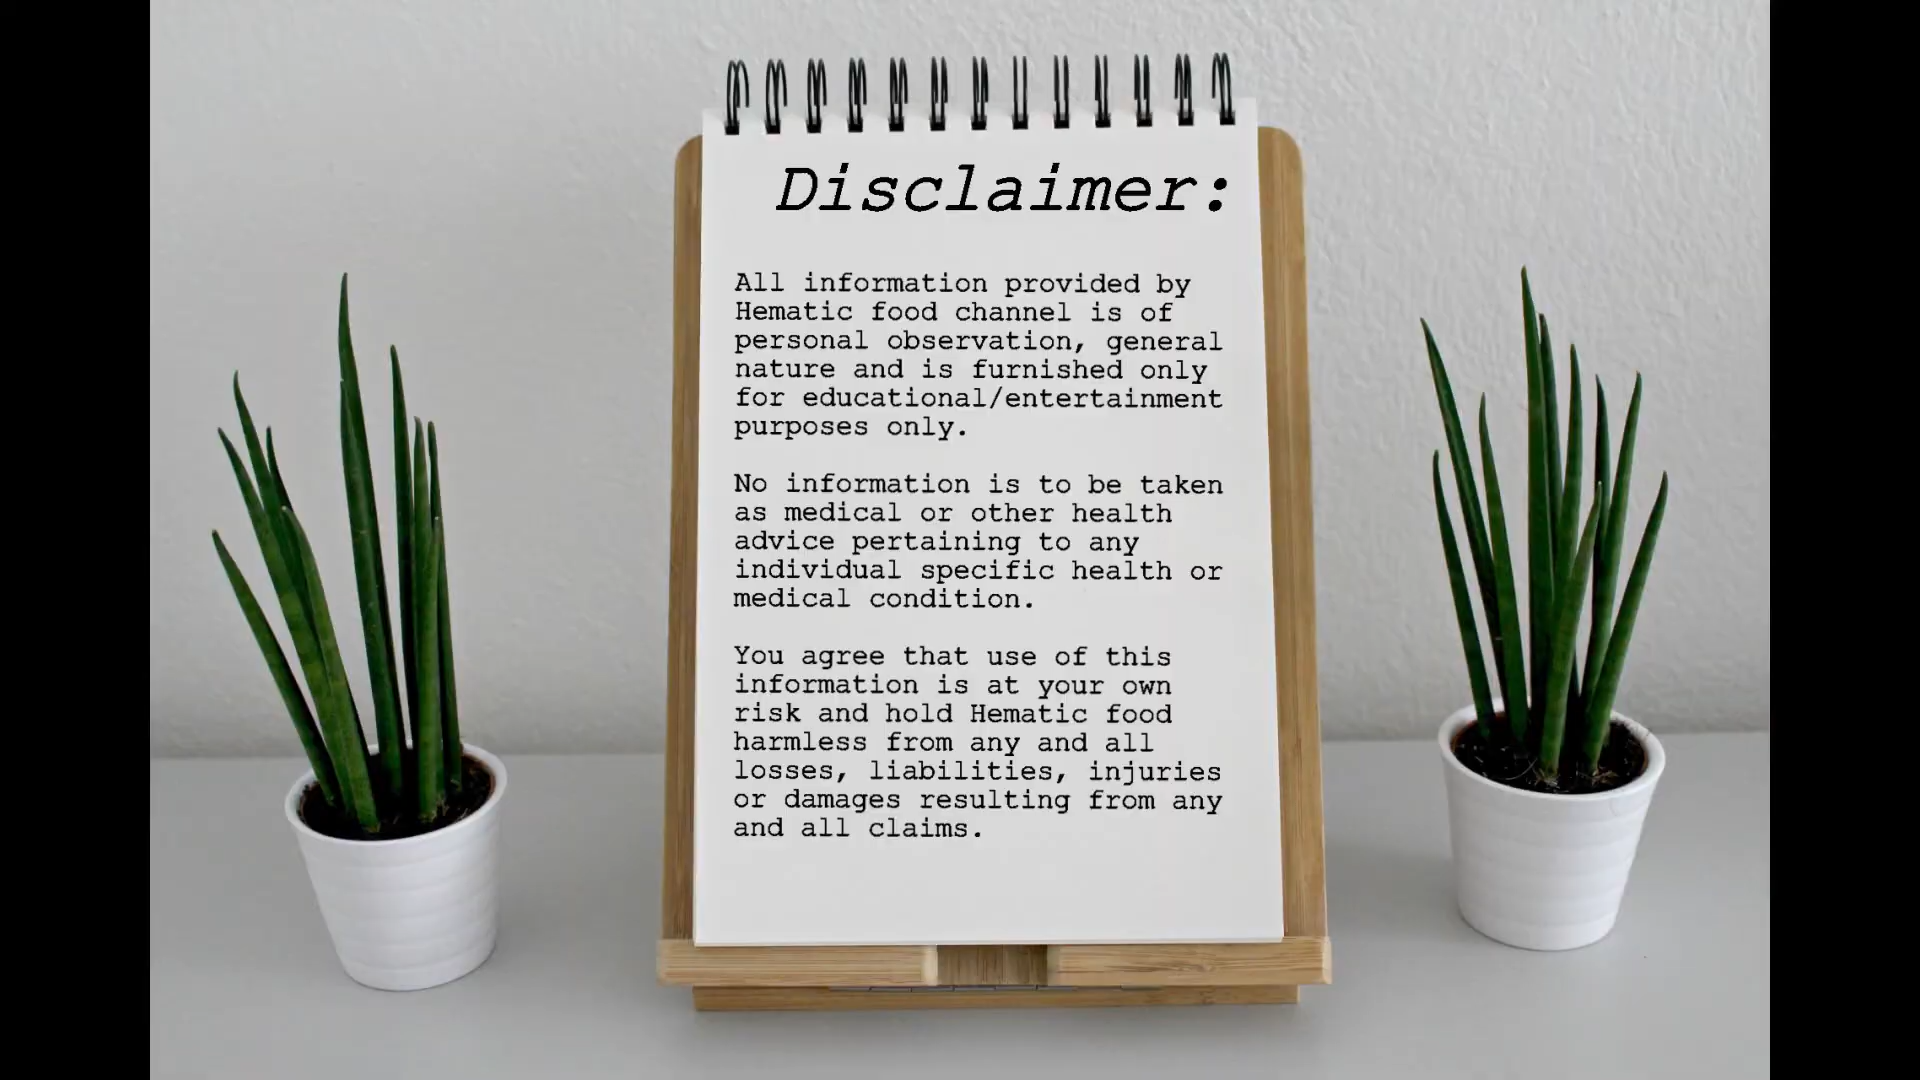 Disclaimer:
All information provided by
Hematic food channel is of
personal observation, general
nature and is furnished only
for educational/entertainment
purposes only.
No information is to be taken
as medical or other health
advice pertaining to any
individual specific health or
medical condition.
You agree that use of this
information is at your own
risk and hold Hematic food
harmless from any and all
losses, liabilities, injuries
or damages resulting from any
and all claims.